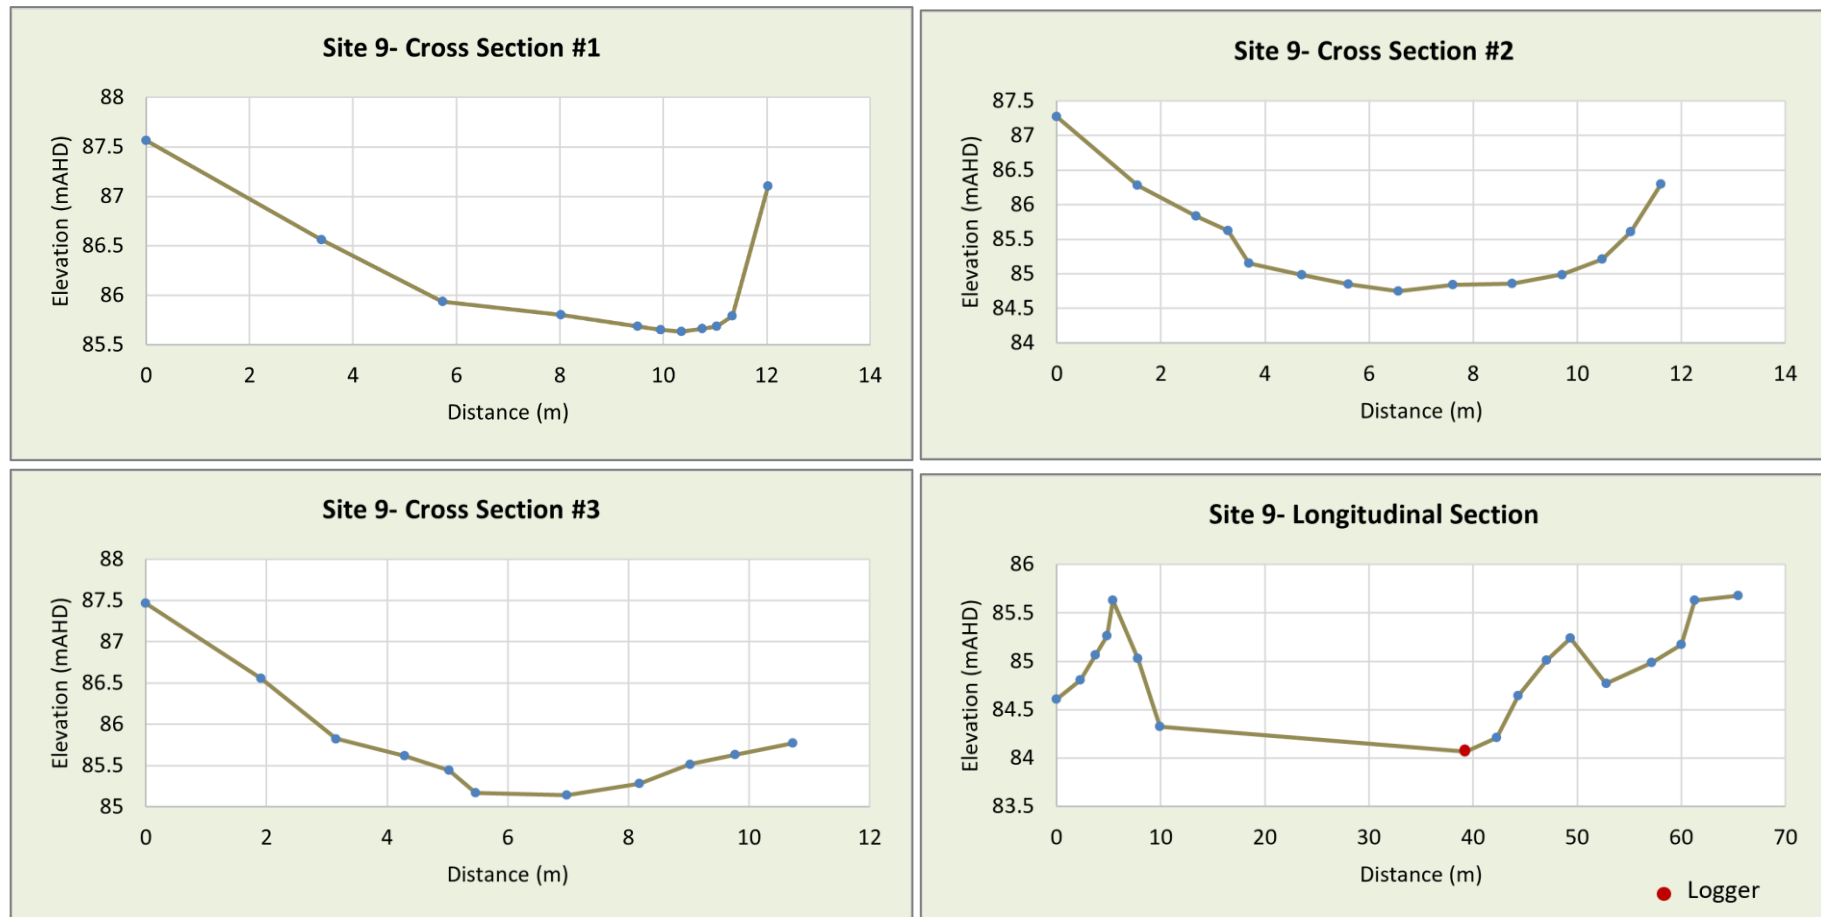 Site 9- Cross Section #1
Elevation (mAHD)
88
87.5
87
86.5
86
85.5
0 2 4 6 8 10 12 14
Distance (m)
Site 9- Cross Section #2
Elevation (mAHD)
87.5
87
86.5
86
85.5
85
84.5
84
0 2 4 6 8 10 12 14
Distance (m)
Site 9- Cross Section #3
Elevation (mAHD)
88
87.5
87
86.5
86
85.5
85
0 2 4 6 8 10 12
Distance (m)
Site 9- Longitudinal Section
Elevation (mAHD)
86
85.5
85
84.5
84
83.5
0 10 20 30 40 50 60 70
Distance (m)
Logger